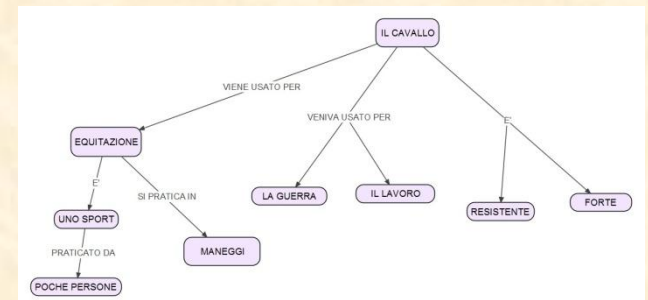 IL CAVALLO
VIENE USATO PER
VENIVA USATO PER
E'
EQUITAZIONE
E'
SI PRATICA IN
LA GUERRA
IL LAVORO
RESISTENTE
FORTE
UNO SPORT
PRATICATO DA
MANEGGI
POCHE PERSONE